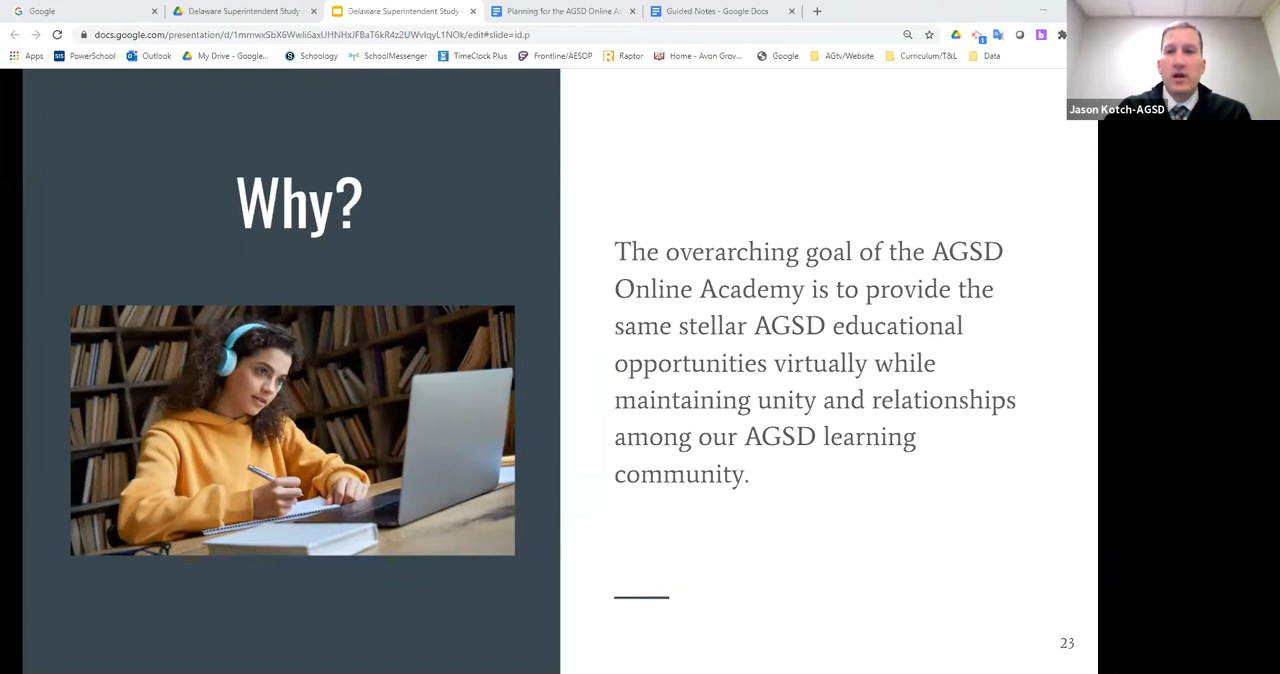 Google
Delaware Superintendent Study
Delaware Superintendent Study
Planning for the AGSD Online Ac
Guided Notes - Google Docs
docs.google.com/presentation/d/1mmwxSbX6WwIi6axUHNHxJFBaT6kR4z2UWvIqyL1NOk/edit#slide=id.p
Apps
PowerSchool
Outlook
My Drive - Google...
Schoology
SchoolMessenger
TimeClock Plus
Frontline/AESOP
Raptor
Home - Avon Grov...
Google
AGtv/Website
Curriculum/T&L
Data
Jason Kotch-AGSD
Why?
The overarching goal of the AGSD
Online Academy is to provide the
same stellar AGSD educational
opportunities virtually while
maintaining unity and relationships
among our AGSD learning
community.
23